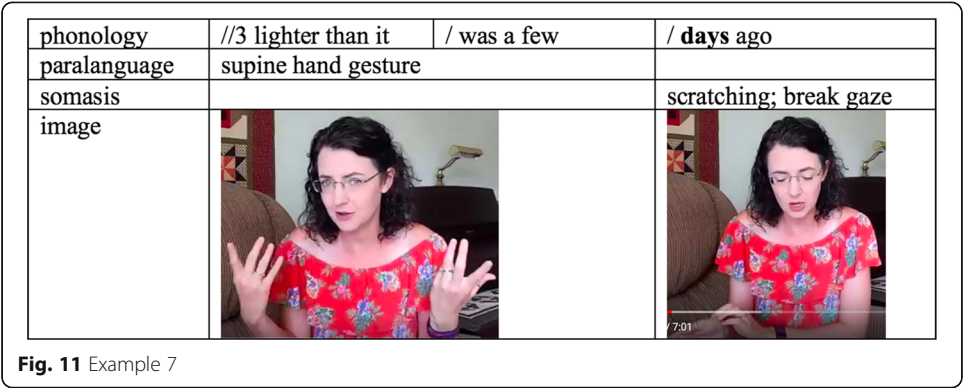 phonology //3 lighter than it / was a few / days ago
paralanguage supine hand gesture
somasis scratching; break gaze
image
/ 7:01
Fig. 11 Example 7